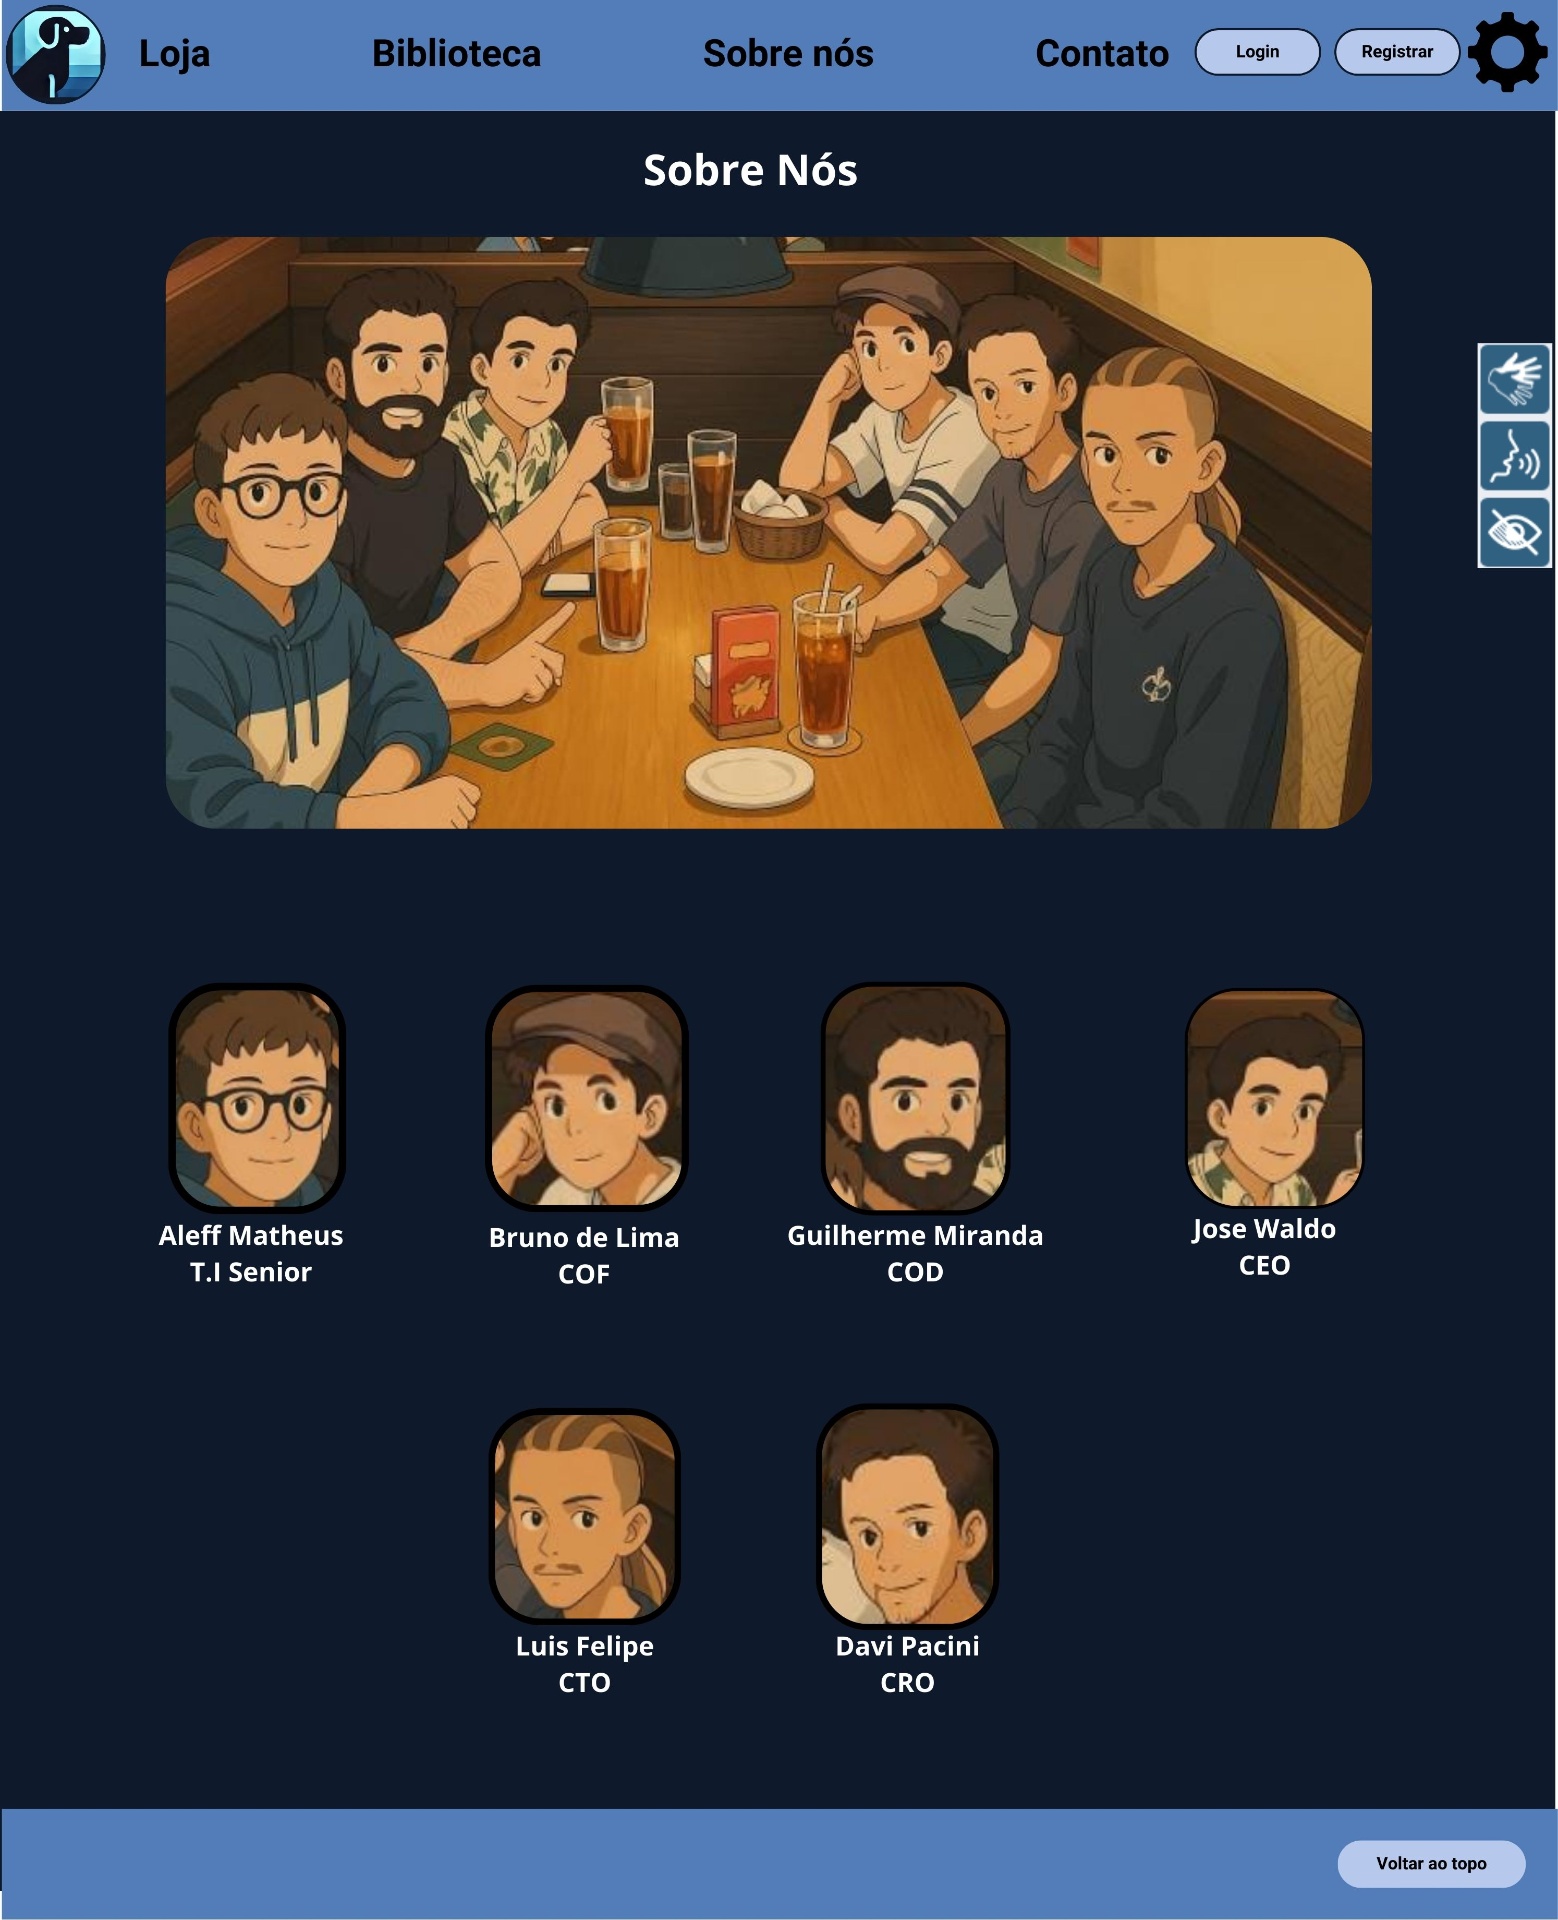 Loja
Biblioteca
Sobre nós
Contato
Login
Registrar
Sobre Nós
Aleff Matheus
T.I Senior
Bruno de Lima
COF
Guilherme Miranda
COD
Jose Waldo
CEO
Luis Felipe
CTO
Davi Pacini
CRO
Voltar ao topo